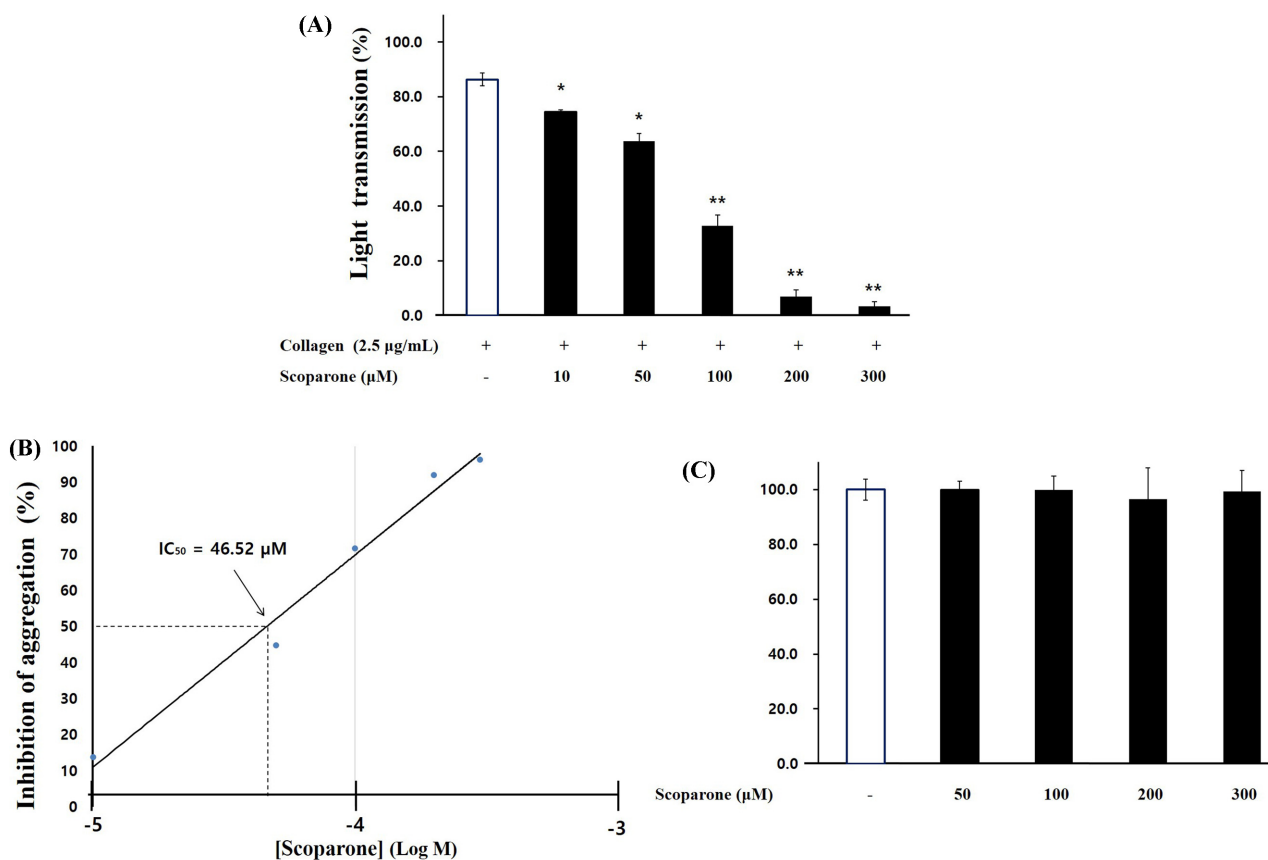 (A)
Light transmission (%)
100.0
80.0
60.0
40.0
20.0
0.0
*
*
**
**
**
Collagen (2.5 µg/mL) + + + + + +
Scoparone (µM) - 10 50 100 200 300
(B)
Inhibition of aggregation (%)
100
90
80
70
60
50
40
30
20
10
0
IC₅₀ = 46.52 µM
-5 -4 -3
[Scoparone] (Log M)
(C)
100.0
80.0
60.0
40.0
20.0
0.0
Scoparone (µM) - 50 100 200 300